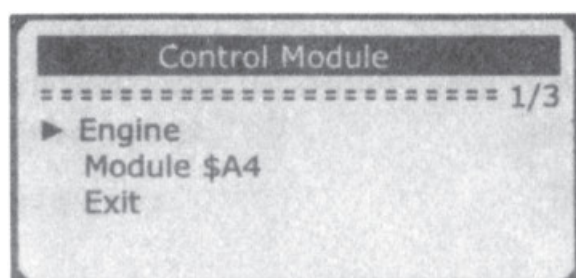 Control Module
======================== 1/3
► Engine
Module $A4
Exit